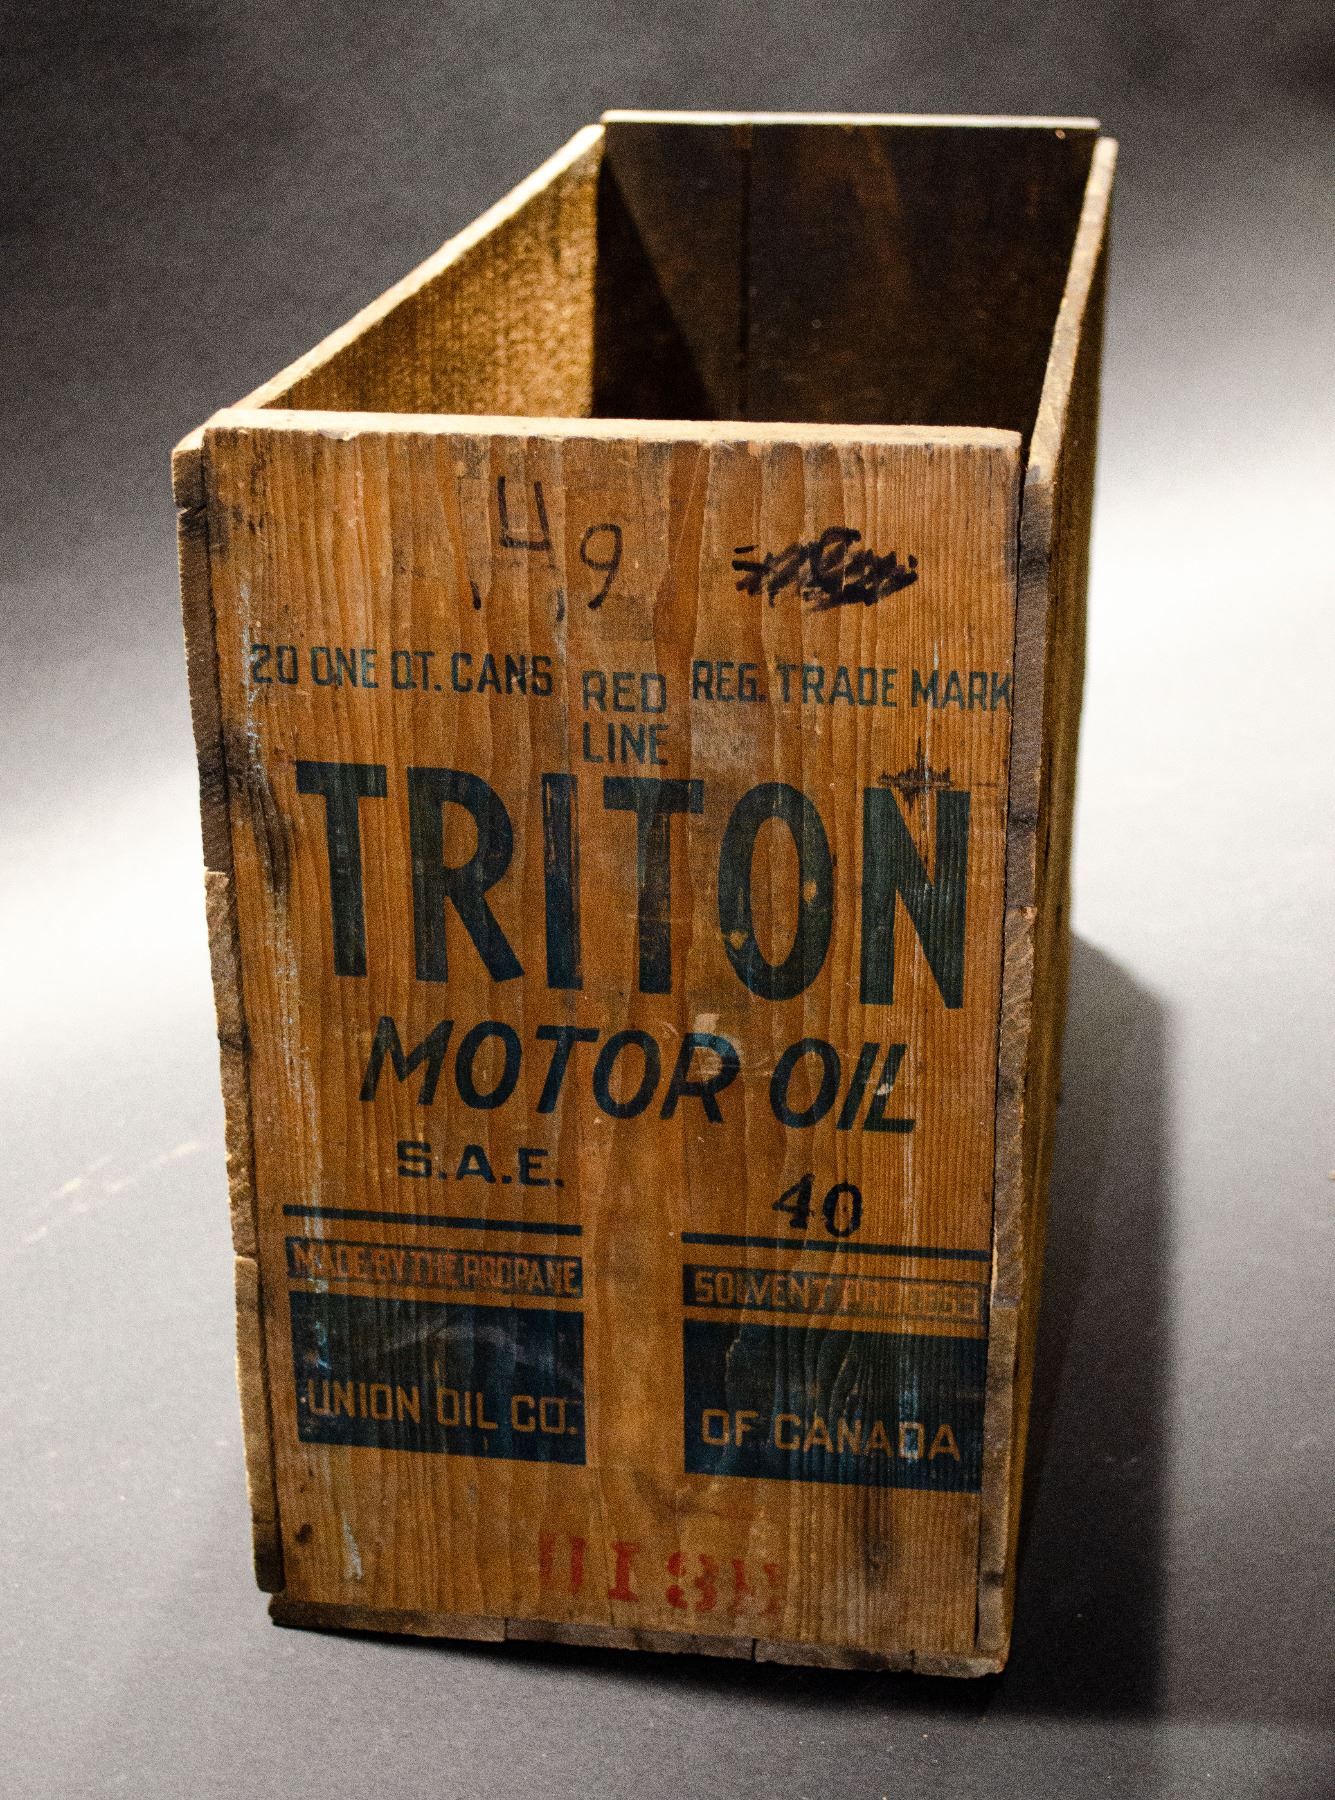 20 ONE QT. CANS RED LINE REG. TRADE MARK
TRITON
MOTOR OIL
S.A.E. 40
MADE BY THE PROPANE SOLVENT PROCESS
UNION OIL CO. OF CANADA